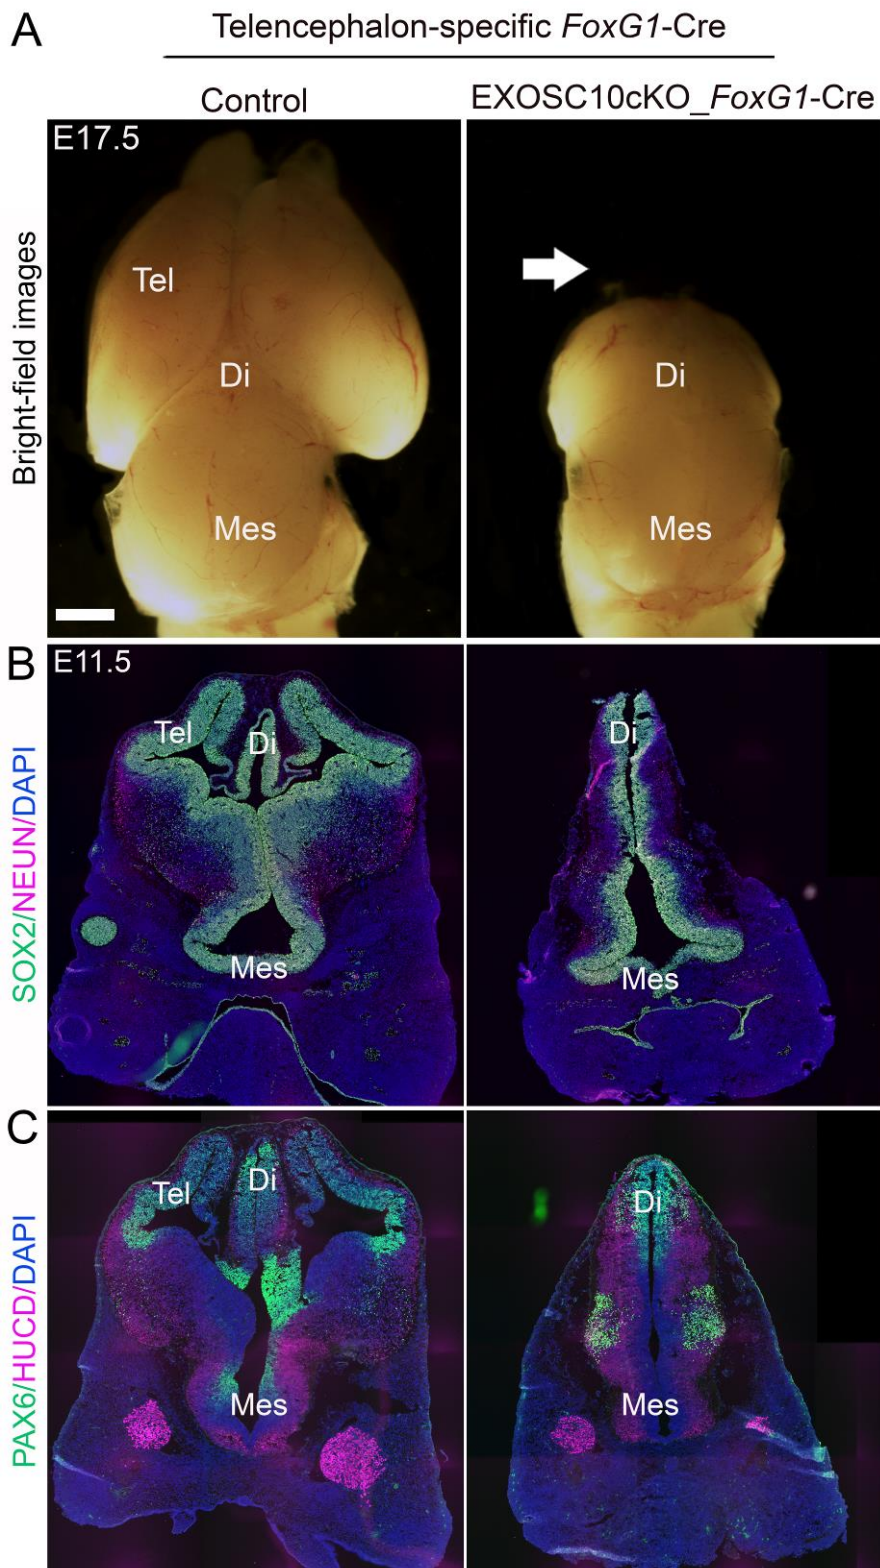 A
Telencephalon-specific FoxG1-Cre
Control
EXOSC10cKO_FoxG1-Cre
Bright-field images
E17.5
Tel
Di
Mes
Di
Mes
B
SOX2/NEUN/DAPI
E11.5
Tel
Di
Mes
Di
Mes
C
PAX6/HUCD/DAPI
Tel
Di
Mes
Di
Mes